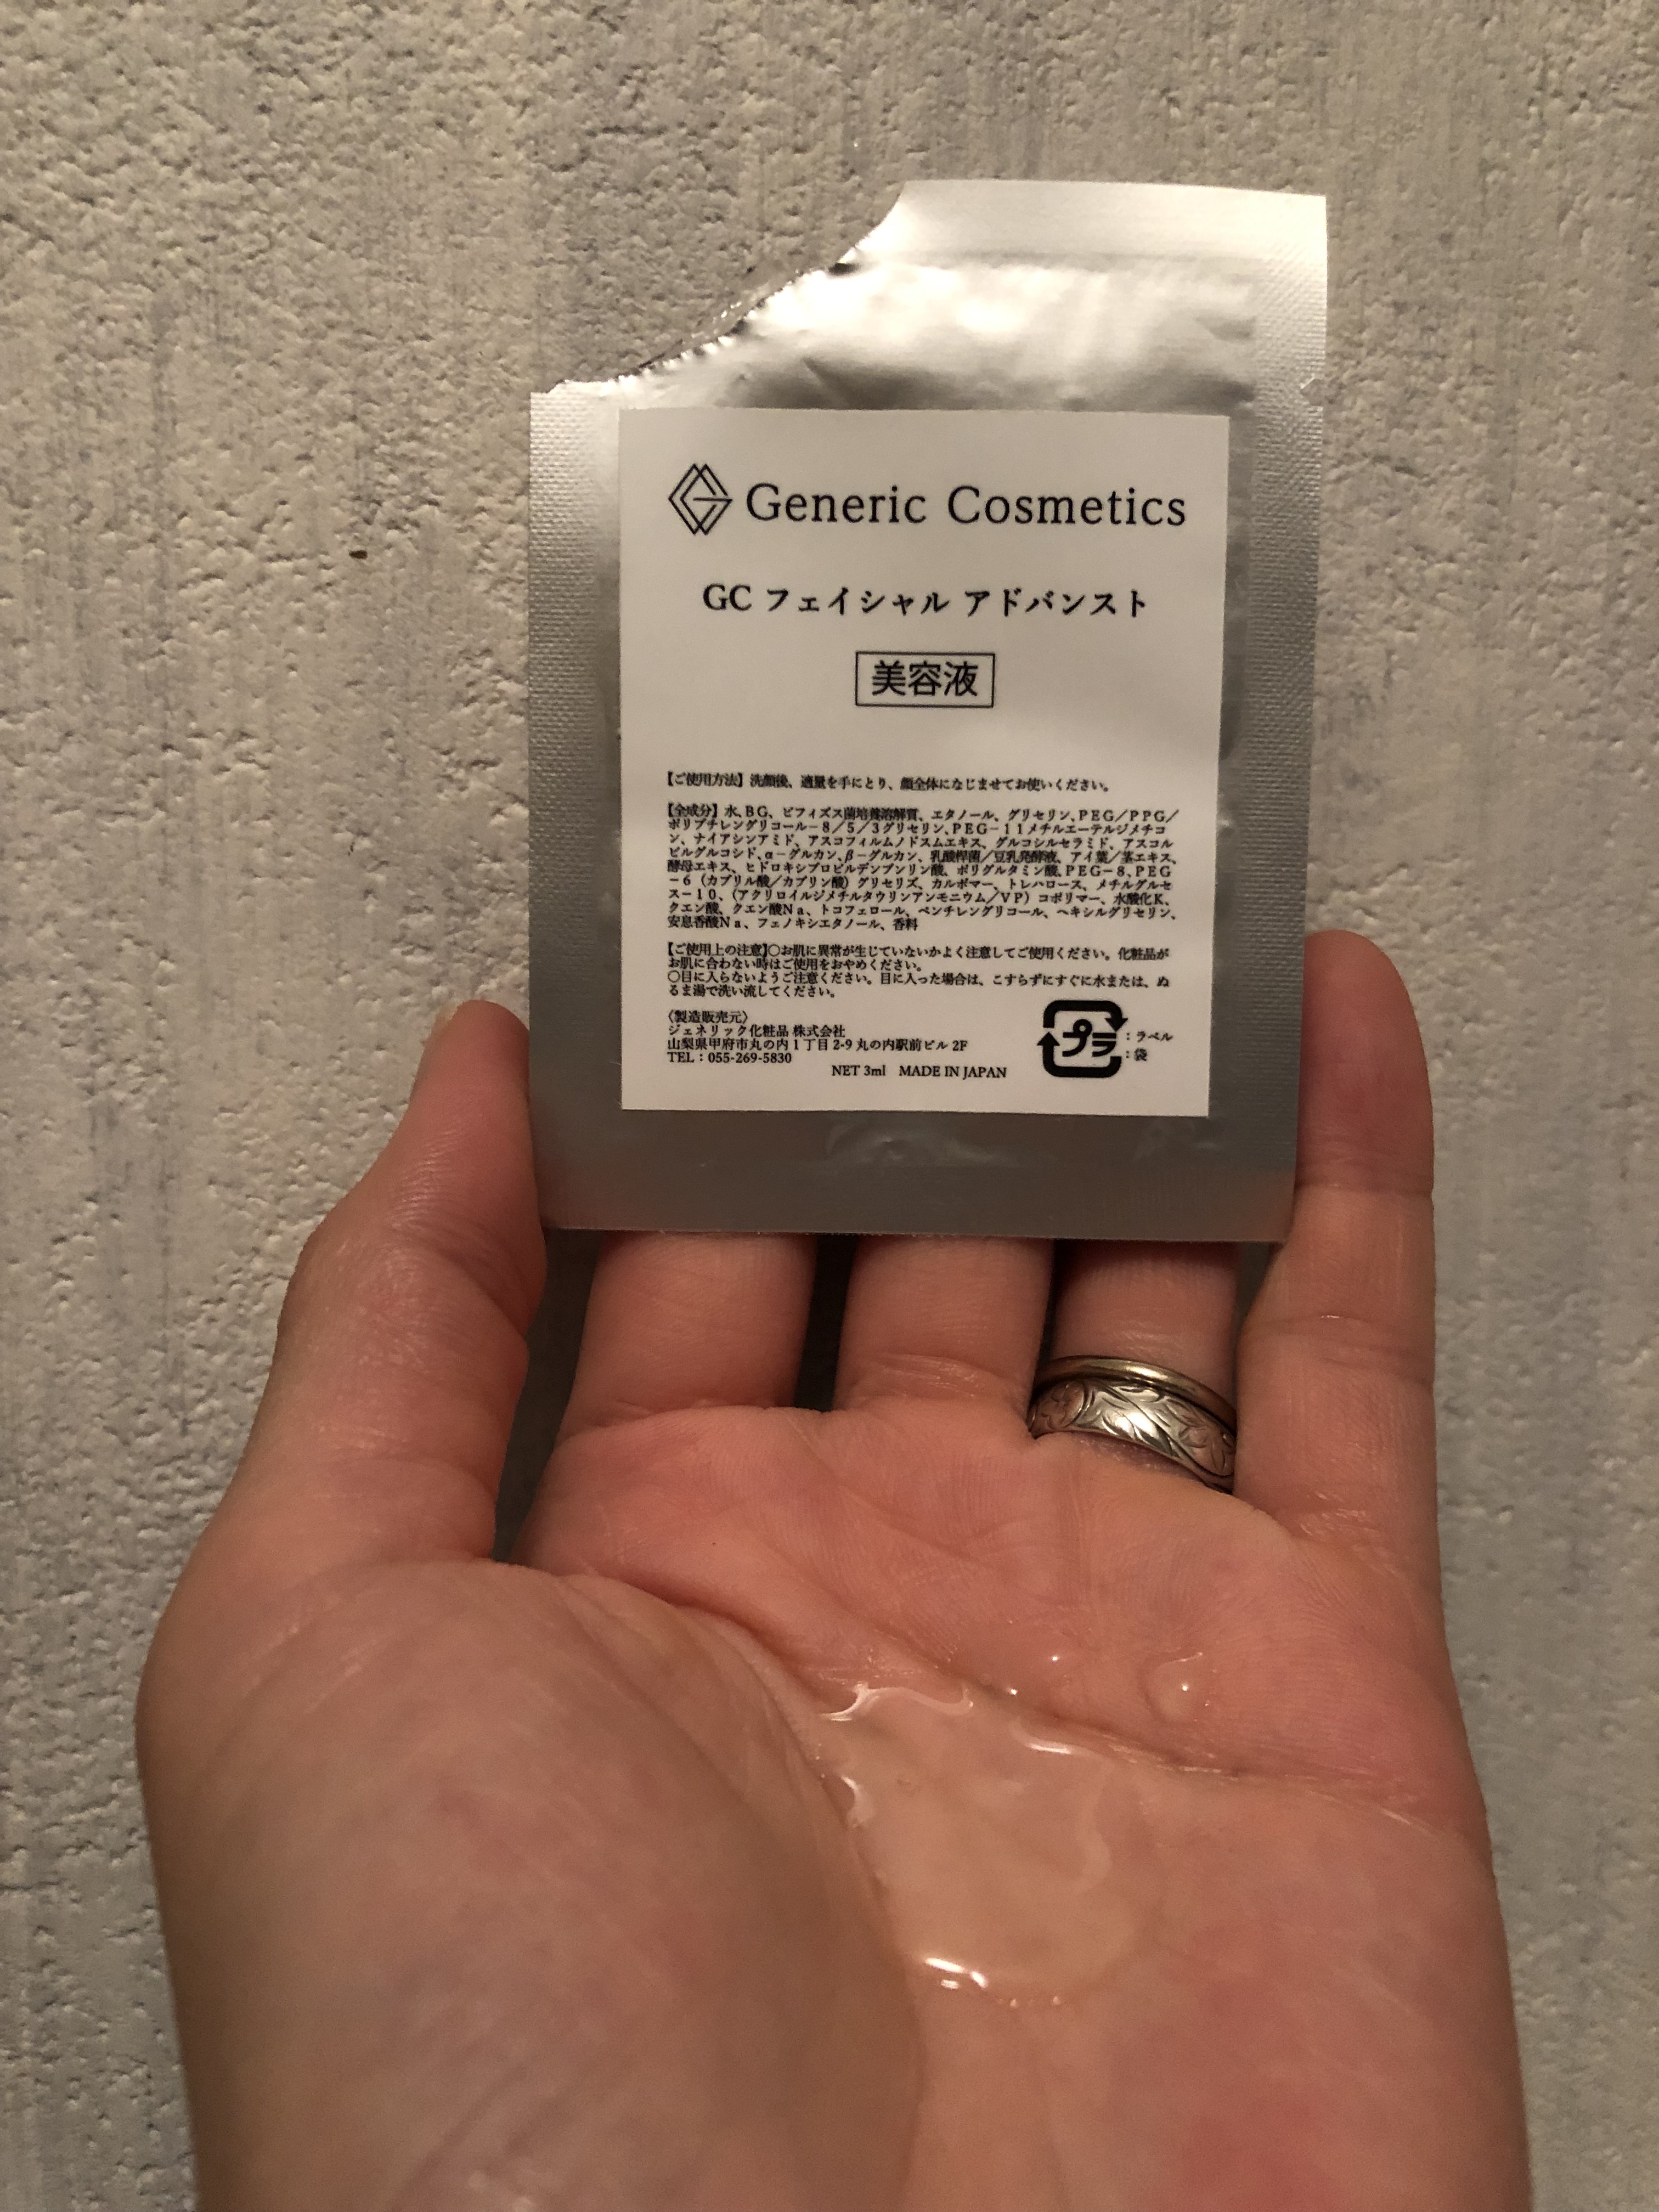 Generic Cosmetics
GC フェイシャル アドバンスト
美容液
【ご使用方法】洗顔後、適量を手にとり、顔全体になじませてお使いください。
【全成分】水、BG、ビフィズス菌培養溶解質、エタノール、グリセリン、PEG/PPG/
ポリブチレングリコール-8/5/3グリセリン、PEG-11メチルエーテルジメチコ
ン、ナイアシンアミド、アスコフィルムノドスムエキス、グルコシルセラミド、アスコル
ビルグルコシド、α-グルカン、β-グルカン、乳酸桿菌/豆乳発酵液、アイ葉/茎エキス、
酵母エキス、ヒドロキシプロピルデンプンリン酸、ポリグルタミン酸、PEG-8、PEG
-6(カプリル酸/カプリン酸)グリセリズ、カルボマー、トレハロース、メチルグルセ
ス-10、(アクリロイルジメチルタウリンアンモニウム/VP)コポリマー、水酸化K、
クエン酸、クエン酸Na、トコフェロール、ペンチレングリコール、ヘキシルグリセリン、
安息香酸Na、フェノキシエタノール、香料
【ご使用上の注意】○お肌に異常が生じていないかよく注意してご使用ください。化粧品が
お肌に合わない時はご使用をおやめください。
○目に入らないようご注意ください。目に入った場合は、こすらずにすぐに水または、ぬ
るま湯で洗い流してください。
〈製造販売元〉
ジェネリック化粧品 株式会社
山梨県甲府市丸の内1丁目2-9 丸の内駅前ビル 2F
TEL:055-269-5830
NET 3ml MADE IN JAPAN
プラ
:ラベル
:袋